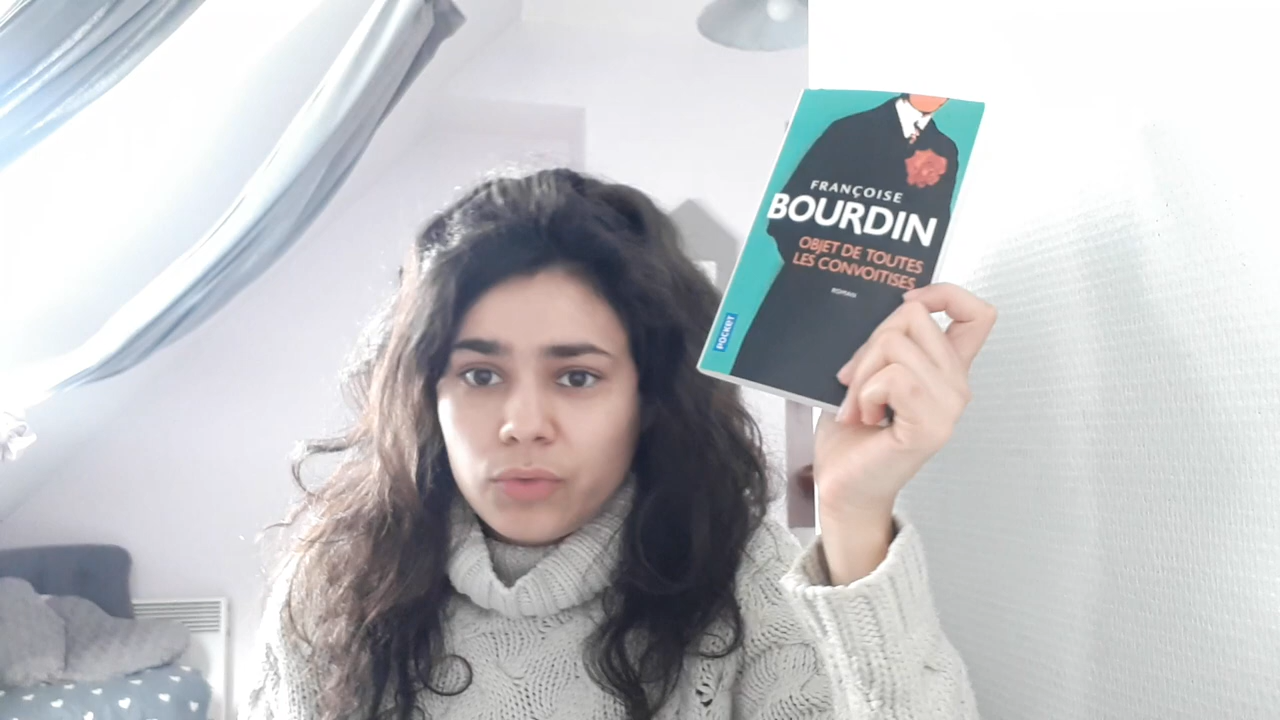 FRANÇOISE
BOURDIN
OBJET DE TOUTES
LES CONVOITISES
ROMAN
POCKET